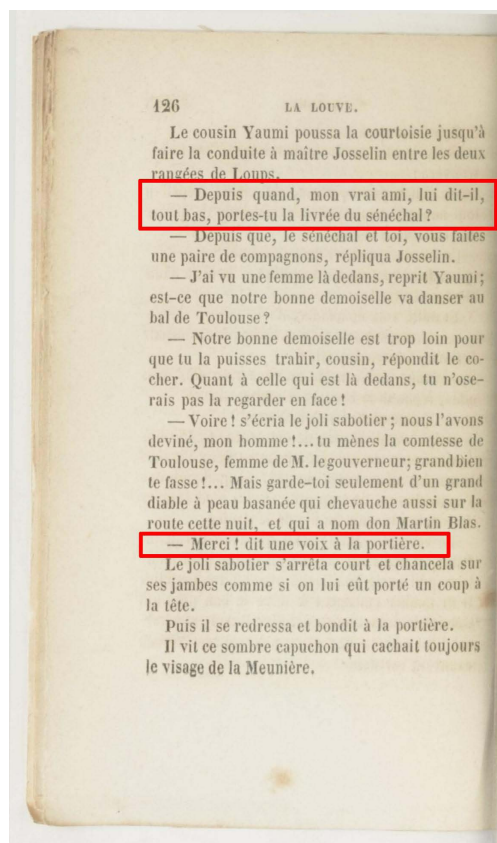 126 LA LOUVE.
Le cousin Yaumi poussa la courtoisie jusqu'à
faire la conduite à maître Josselin entre les deux
rangées de Loups.
— Depuis quand, mon vrai ami, lui dit-il,
tout bas, portes-tu la livrée du sénéchal ?
— Depuis que, le sénéchal et toi, vous faites
une paire de compagnons, répliqua Josselin.
— J'ai vu une femme là dedans, reprit Yaumi ;
est-ce que notre bonne demoiselle va danser au
bal de Toulouse ?
— Notre bonne demoiselle est trop loin pour
que tu la puisses trahir, cousin, répondit le co-
cher. Quant à celle qui est là dedans, tu n'ose-
rais pas la regarder en face !
— Voire ! s'écria le joli sabotier ; nous l'avons
deviné, mon homme !... tu mènes la comtesse de
Toulouse, femme de M. le gouverneur; grand bien
te fasse !... Mais garde-toi seulement d'un grand
diable à peau basanée qui chevauche aussi sur la
route cette nuit, et qui a nom don Martin Blas.
— Merci ! dit une voix à la portière.
Le joli sabotier s'arrêta court et chancela sur
ses jambes comme si on lui eût porté un coup à
la tête.
Puis il se redressa et bondit à la portière.
Il vit ce sombre capuchon qui cachait toujours
le visage de la Meunière.